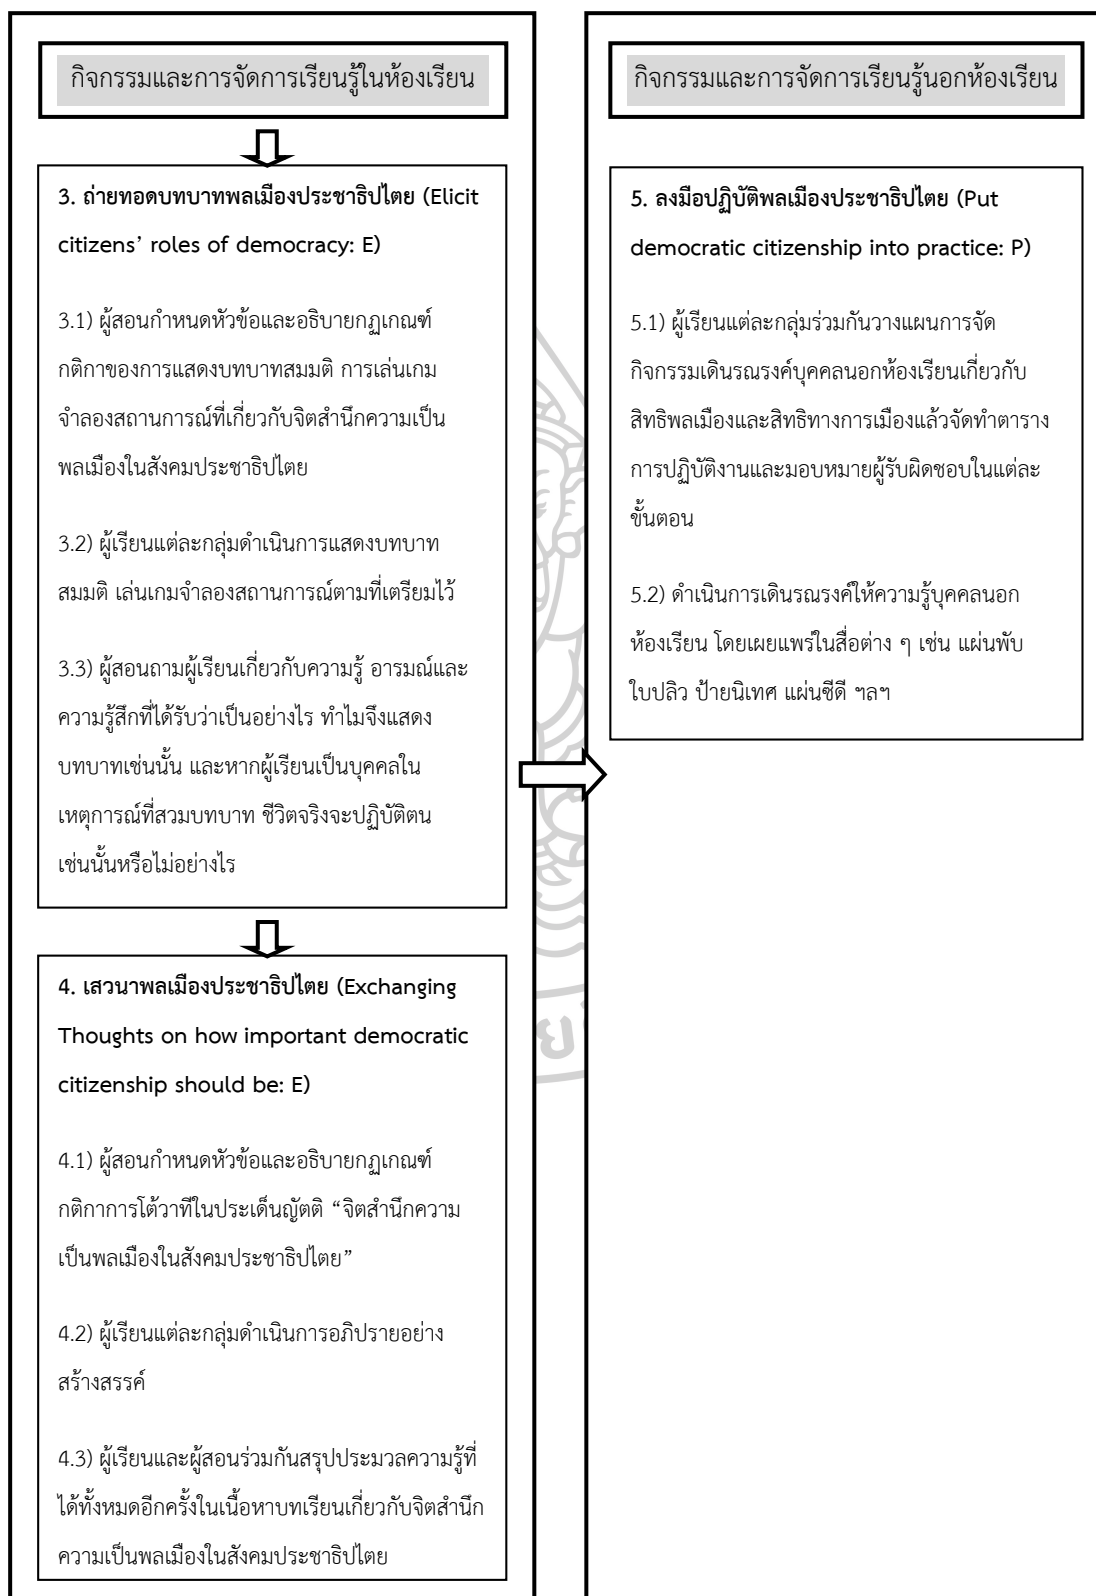 กิจกรรมและการจัดการเรียนรู้ในห้องเรียน
3. ถ่ายทอดบทบาทพลเมืองประชาธิปไตย (Elicit
citizens’ roles of democracy: E)
3.1) ผู้สอนกำหนดหัวข้อและอธิบายกฏเกณฑ์
กติกาของการแสดงบทบาทสมมติ การเล่นเกม
จำลองสถานการณ์ที่เกี่ยวกับจิตสำนึกความเป็น
พลเมืองในสังคมประชาธิปไตย
3.2) ผู้เรียนแต่ละกลุ่มดำเนินการแสดงบทบาท
สมมติ เล่นเกมจำลองสถานการณ์ตามที่เตรียมไว้
3.3) ผู้สอนถามผู้เรียนเกี่ยวกับความรู้ อารมณ์และ
ความรู้สึกที่ได้รับว่าเป็นอย่างไร ทำไมจึงแสดง
บทบาทเช่นนั้น และหากผู้เรียนเป็นบุคคลใน
เหตุการณ์ที่สวมบทบาท ชีวิตจริงจะปฏิบัติตน
เช่นนั้นหรือไม่อย่างไร
4. เสวนาพลเมืองประชาธิปไตย (Exchanging
Thoughts on how important democratic
citizenship should be: E)
4.1) ผู้สอนกำหนดหัวข้อและอธิบายกฏเกณฑ์
กติกาการโต้วาทีในประเด็นญัตติ “จิตสำนึกความ
เป็นพลเมืองในสังคมประชาธิปไตย”
4.2) ผู้เรียนแต่ละกลุ่มดำเนินการอภิปรายอย่าง
สร้างสรรค์
4.3) ผู้เรียนและผู้สอนร่วมกันสรุปประมวลความรู้ที่
ได้ทั้งหมดอีกครั้งในเนื้อหาบทเรียนเกี่ยวกับจิตสำนึก
ความเป็นพลเมืองในสังคมประชาธิปไตย
กิจกรรมและการจัดการเรียนรู้นอกห้องเรียน
5. ลงมือปฏิบัติพลเมืองประชาธิปไตย (Put
democratic citizenship into practice: P)
5.1) ผู้เรียนแต่ละกลุ่มร่วมกันวางแผนการจัด
กิจกรรมเดินรณรงค์บุคคลนอกห้องเรียนเกี่ยวกับ
สิทธิพลเมืองและสิทธิทางการเมืองแล้วจัดทำตาราง
การปฏิบัติงานและมอบหมายผู้รับผิดชอบในแต่ละ
ขั้นตอน
5.2) ดำเนินการเดินรณรงค์ให้ความรู้บุคคลนอก
ห้องเรียน โดยเผยแพร่ในสื่อต่าง ๆ เช่น แผ่นพับ
ใบปลิว ป้ายนิเทศ แผ่นซีดี ฯลฯ